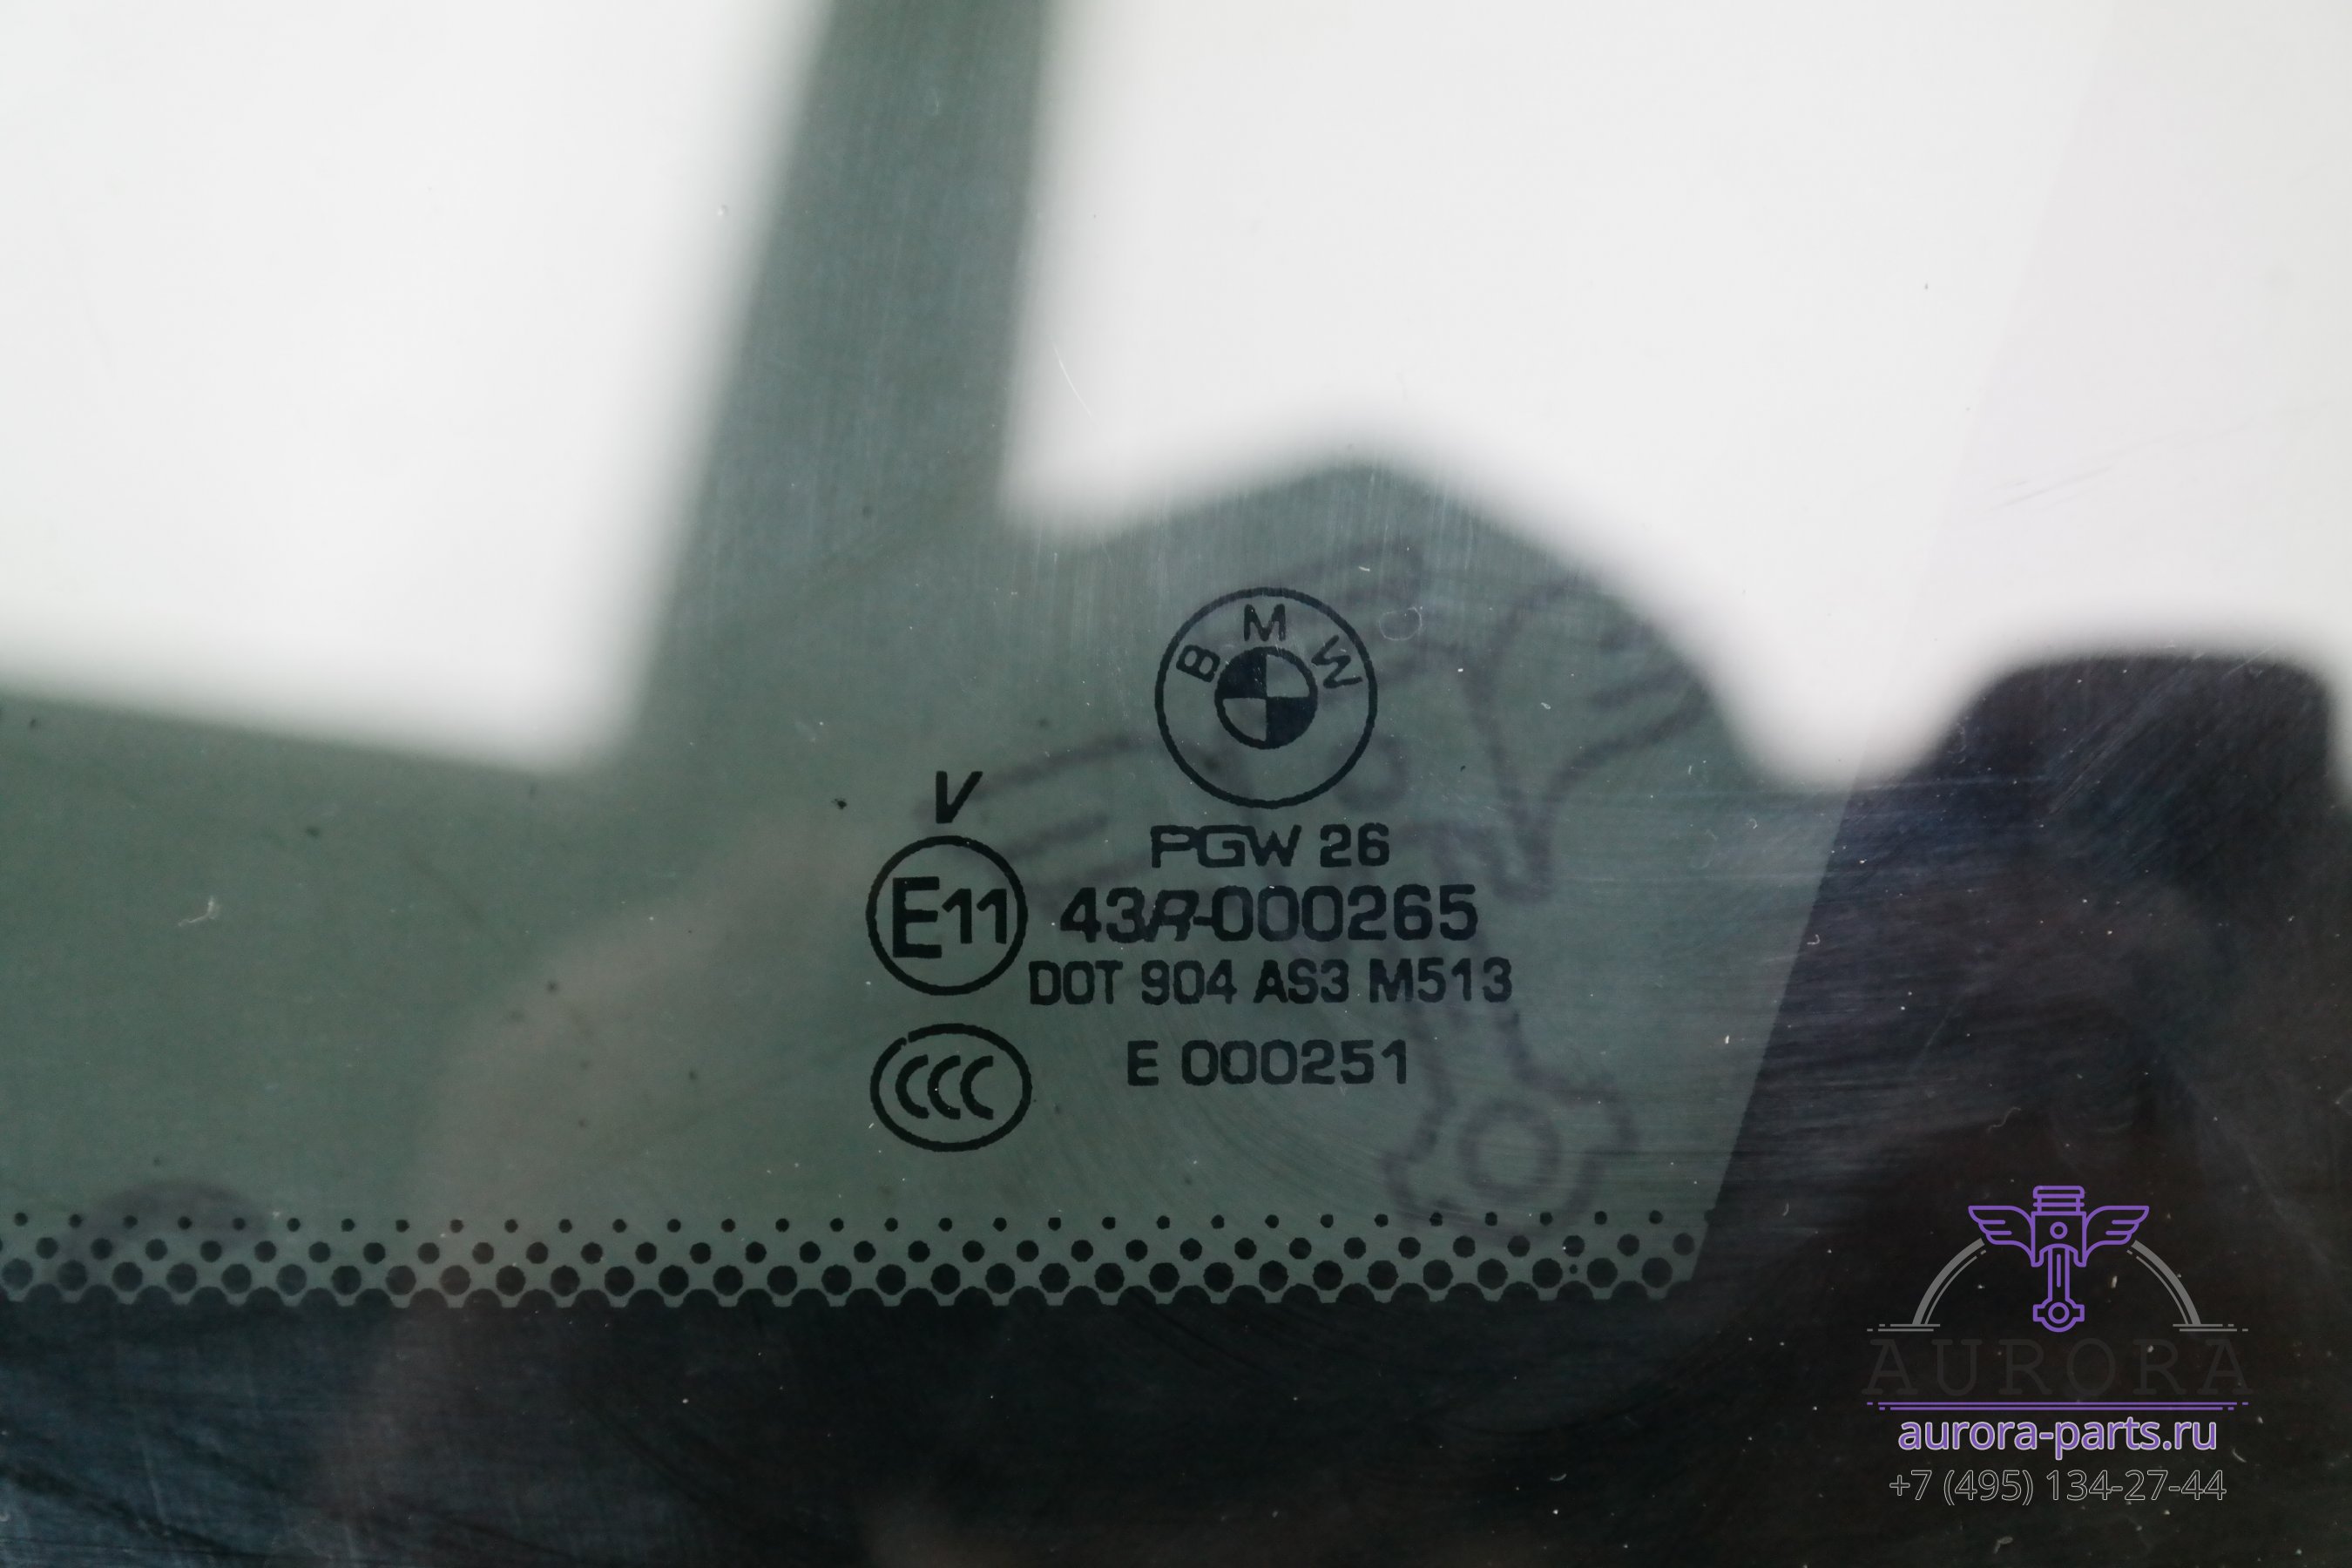 BMW
V
PGW 26
E11 43R-000265
DOT 904 AS3 M513
CCC E 000251
AURORA
aurora-parts.ru
+7 (495) 134-27-44